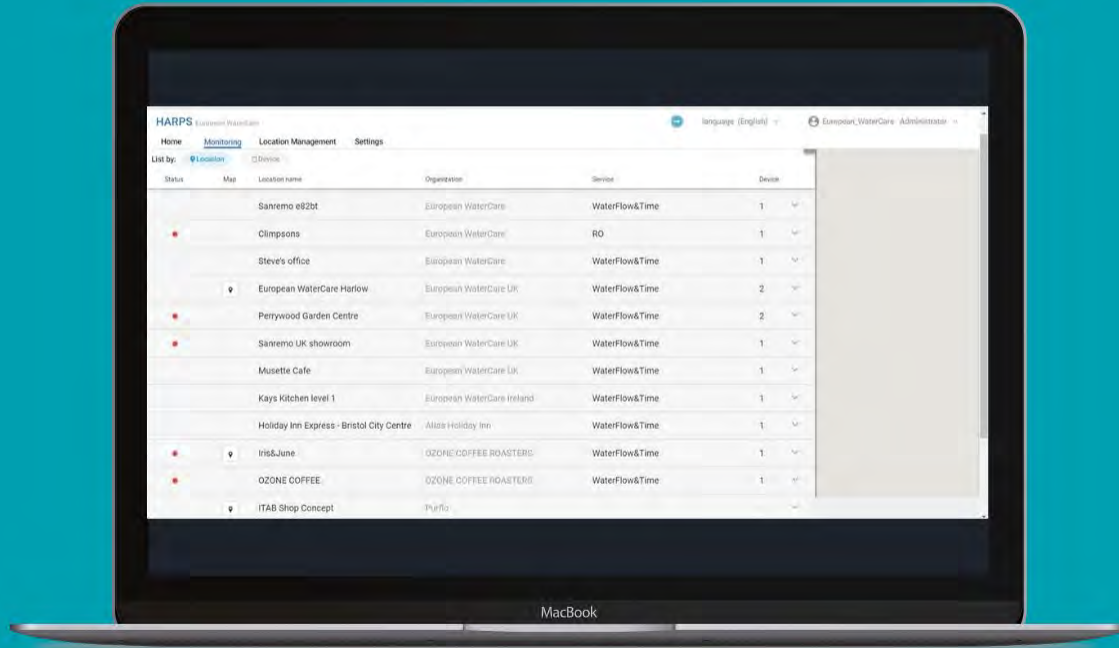 HARPS European WaterCare
language (English)
European_WaterCare Administrator
Home Monitoring Location Management Settings
List by: Location Device
Status Map Location name Organization Service Device
Sanremo e82bt European WaterCare WaterFlow&Time 1
Climpsons European WaterCare RO 1
Steve's office European WaterCare WaterFlow&Time 1
European WaterCare Harlow European WaterCare UK WaterFlow&Time 2
Perrywood Garden Centre European WaterCare UK WaterFlow&Time 2
Sanremo UK showroom European WaterCare UK WaterFlow&Time 1
Musette Cafe European WaterCare UK WaterFlow&Time 1
Kays Kitchen level 1 European WaterCare Ireland WaterFlow&Time 1
Holiday Inn Express - Bristol City Centre Holiday Inn WaterFlow&Time 1
Iris&June OZONE COFFEE ROASTERS WaterFlow&Time 1
OZONE COFFEE OZONE COFFEE ROASTERS WaterFlow&Time 1
ITAB Shop Concept Purflo
MacBook